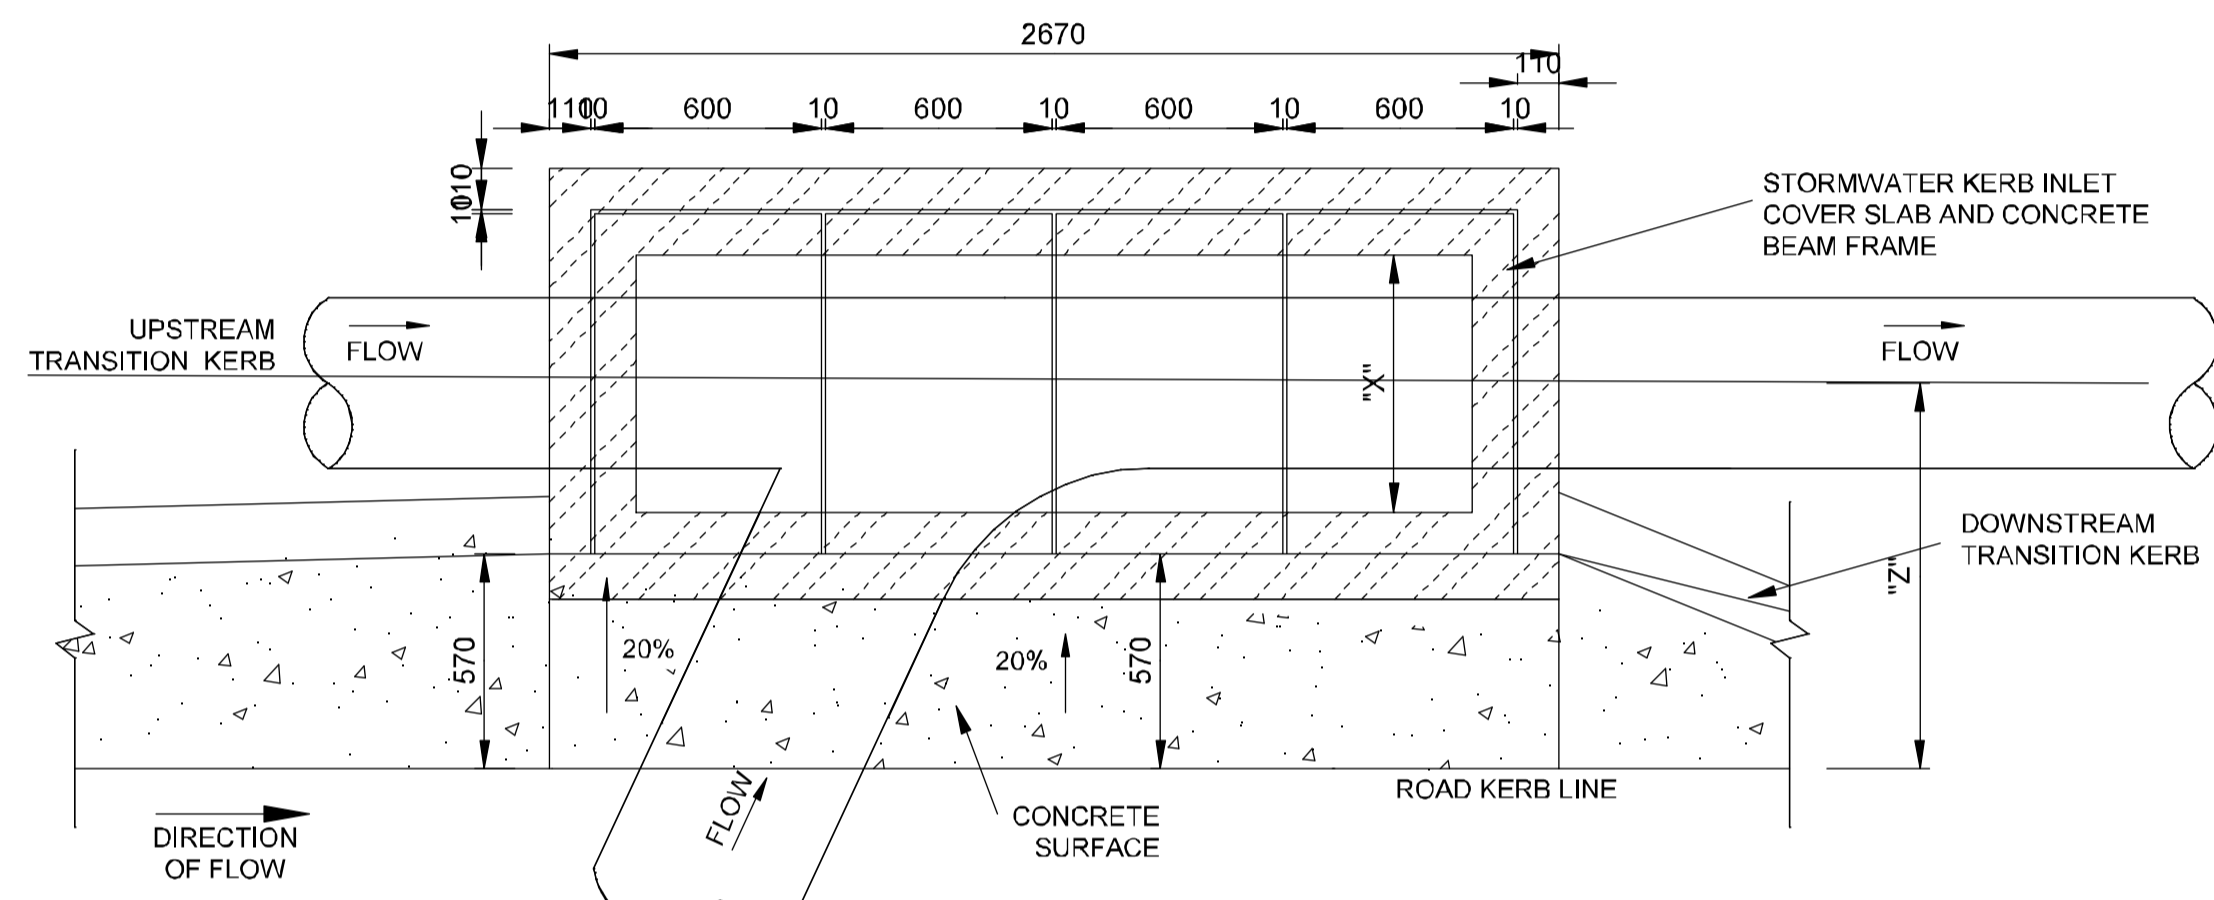 2670
110
110
10
600
10
600
10
600
10
600
10
110
10
STORMWATER KERB INLET
COVER SLAB AND CONCRETE
BEAM FRAME
UPSTREAM
TRANSITION KERB
FLOW
FLOW
"X"
DOWNSTREAM
TRANSITION KERB
"Z"
570
20%
20%
570
ROAD KERB LINE
FLOW
CONCRETE
SURFACE
DIRECTION
OF FLOW